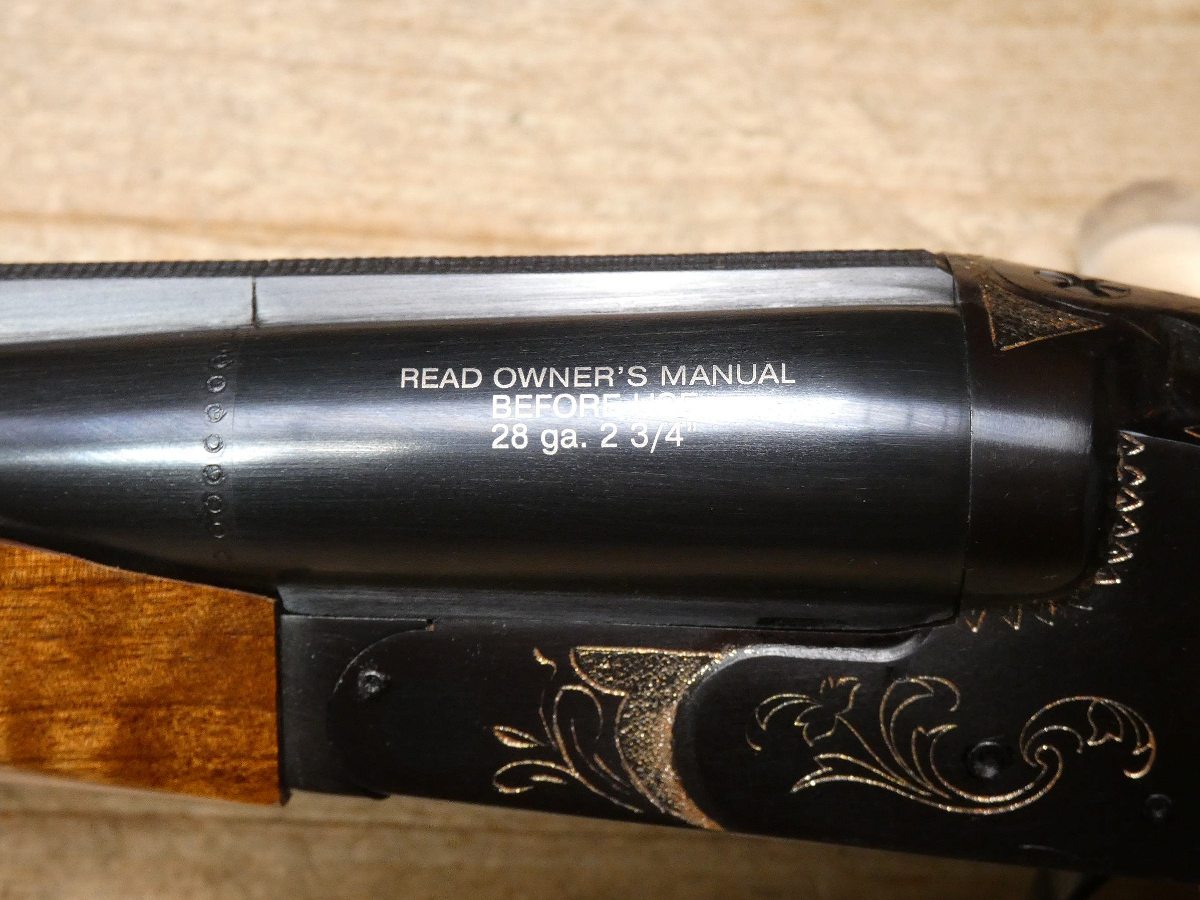 READ OWNER'S MANUAL
BEFORE USE
28 ga. 2 3/4"